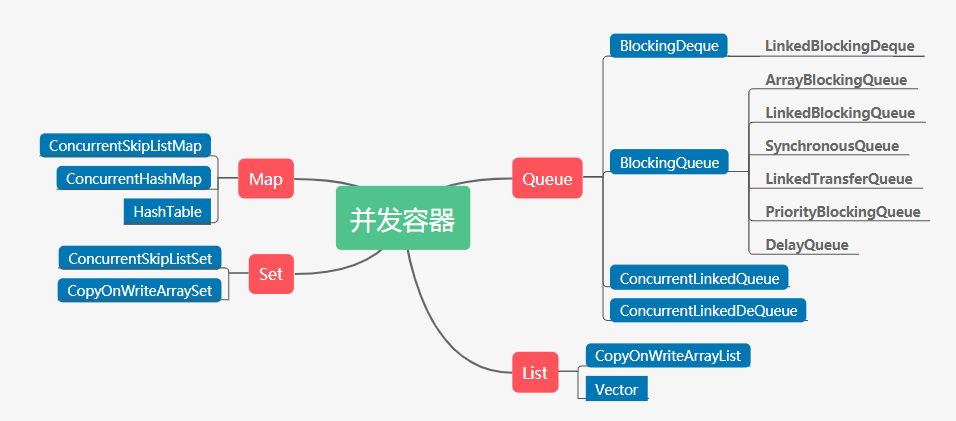 并发容器
Map
ConcurrentSkipListMap
ConcurrentHashMap
HashTable
Set
ConcurrentSkipListSet
CopyOnWriteArraySet
Queue
BlockingDeque
LinkedBlockingDeque
BlockingQueue
ArrayBlockingQueue
LinkedBlockingQueue
SynchronousQueue
LinkedTransferQueue
PriorityBlockingQueue
DelayQueue
ConcurrentLinkedQueue
ConcurrentLinkedDeQueue
List
CopyOnWriteArrayList
Vector